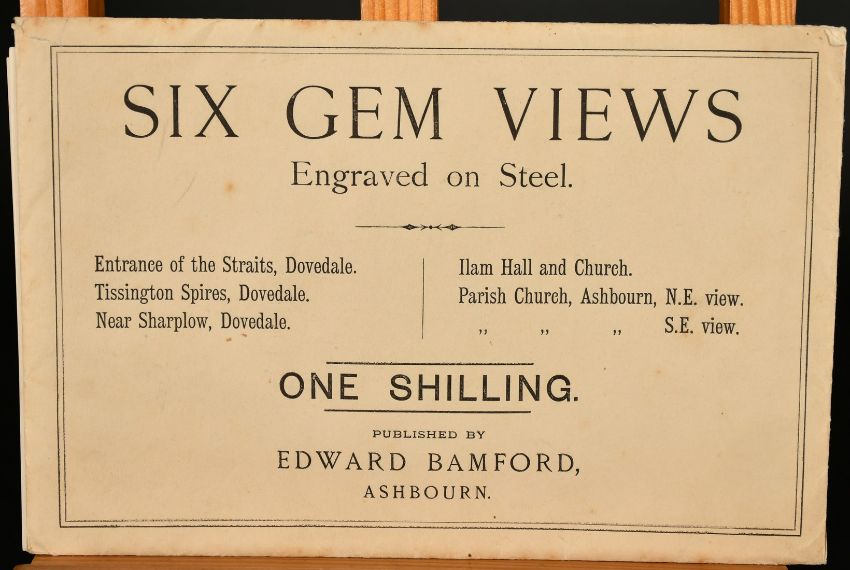 SIX GEM VIEWS
Engraved on Steel.
Entrance of the Straits, Dovedale.
Tissington Spires, Dovedale.
Near Sharplow, Dovedale.
Ilam Hall and Church.
Parish Church, Ashbourn, N.E. view.
,, ,, ,, S.E. view.
ONE SHILLING.
PUBLISHED BY
EDWARD BAMFORD,
ASHBOURN.